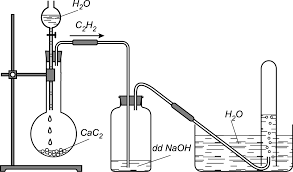 H₂O
C₂H₂
H₂O
CaC₂
dd NaOH